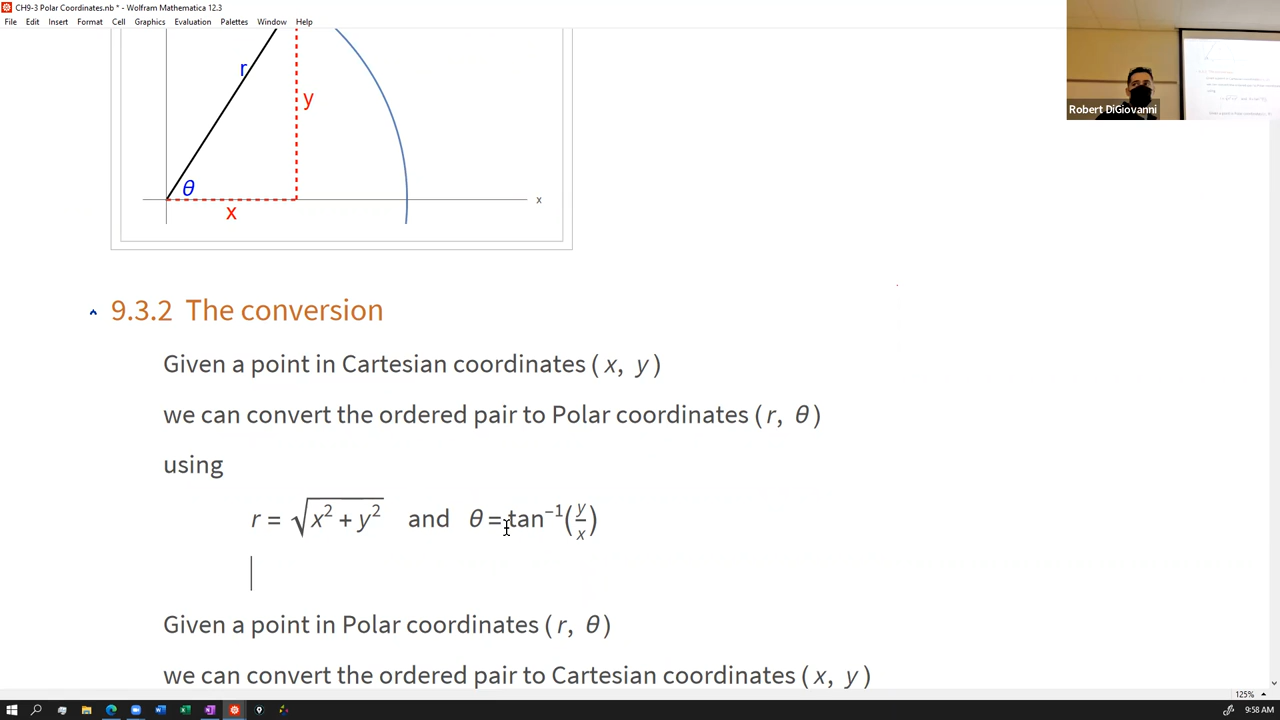 CH9-3 Polar Coordinates.nb * - Wolfram Mathematica 12.3
File Edit Insert Format Cell Graphics Evaluation Palettes Window Help
r
y
θ
x
x
Robert DiGiovanni
9.3.2 The conversion
Given a point in Cartesian coordinates (x, y)
we can convert the ordered pair to Polar coordinates (r, θ)
using
r = √(x² + y²) and θ = tan⁻¹(y/x)
Given a point in Polar coordinates (r, θ)
we can convert the ordered pair to Cartesian coordinates (x, y)
125%
9:58 AM